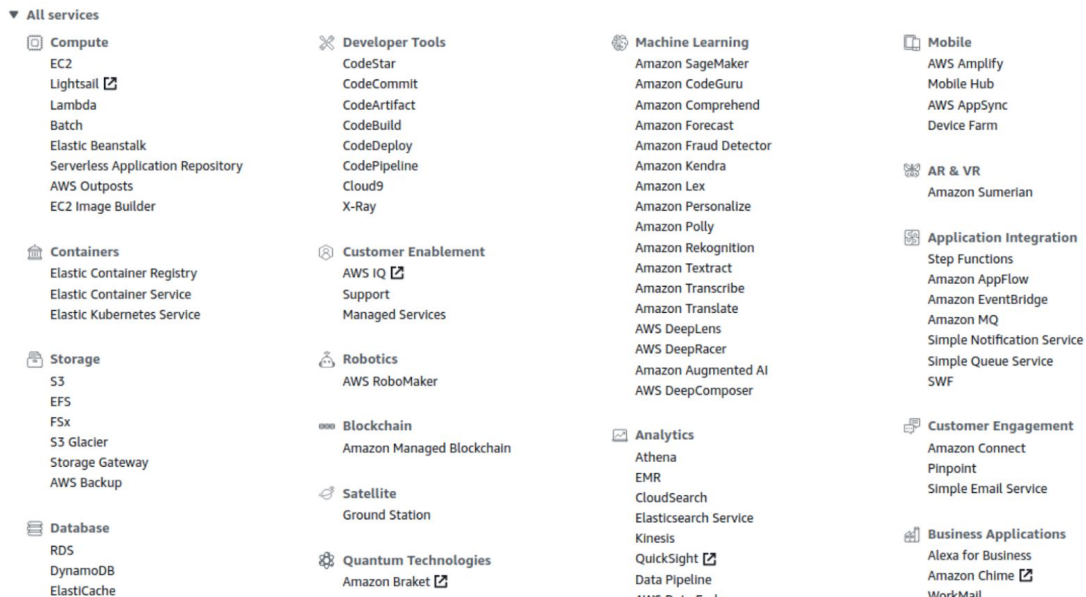 All services
Compute
EC2
Lightsail
Lambda
Batch
Elastic Beanstalk
Serverless Application Repository
AWS Outposts
EC2 Image Builder
Containers
Elastic Container Registry
Elastic Container Service
Elastic Kubernetes Service
Storage
S3
EFS
FSx
S3 Glacier
Storage Gateway
AWS Backup
Database
RDS
DynamoDB
ElastiCache
Developer Tools
CodeStar
CodeCommit
CodeArtifact
CodeBuild
CodeDeploy
CodePipeline
Cloud9
X-Ray
Customer Enablement
AWS IQ
Support
Managed Services
Robotics
AWS RoboMaker
Blockchain
Amazon Managed Blockchain
Satellite
Ground Station
Quantum Technologies
Amazon Braket
Machine Learning
Amazon SageMaker
Amazon CodeGuru
Amazon Comprehend
Amazon Forecast
Amazon Fraud Detector
Amazon Kendra
Amazon Lex
Amazon Personalize
Amazon Polly
Amazon Rekognition
Amazon Textract
Amazon Transcribe
Amazon Translate
AWS DeepLens
AWS DeepRacer
Amazon Augmented AI
AWS DeepComposer
Analytics
Athena
EMR
CloudSearch
Elasticsearch Service
Kinesis
QuickSight
Data Pipeline
AWS Data
Mobile
AWS Amplify
Mobile Hub
AWS AppSync
Device Farm
AR & VR
Amazon Sumerian
Application Integration
Step Functions
Amazon AppFlow
Amazon EventBridge
Amazon MQ
Simple Notification Service
Simple Queue Service
SWF
Customer Engagement
Amazon Connect
Pinpoint
Simple Email Service
Business Applications
Alexa for Business
Amazon Chime
WorkMail